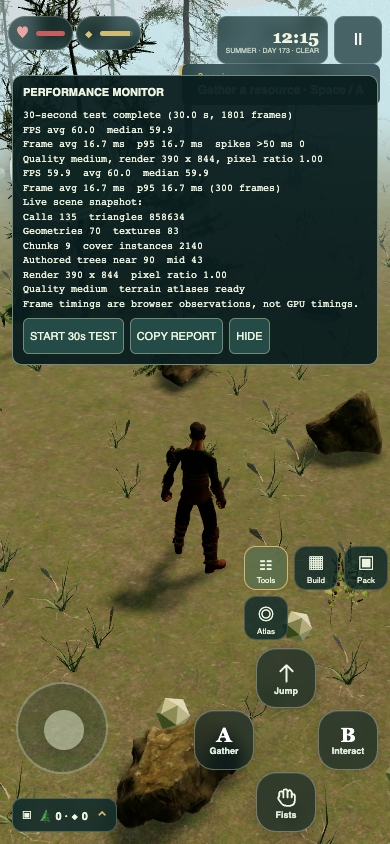 12:15
SUMMER · DAY 173 · CLEAR
Gather a resource · Space / A
PERFORMANCE MONITOR
30-second test complete (30.0 s, 1801 frames)
FPS avg 60.0  median 59.9
Frame avg 16.7 ms  p95 16.7 ms  spikes >50 ms 0
Quality medium, render 390 x 844, pixel ratio 1.00
FPS 59.9  avg 60.0  median 59.9
Frame avg 16.7 ms  p95 16.7 ms (300 frames)
Live scene snapshot:
Calls 135  triangles 858634
Geometries 70  textures 83
Chunks 9  cover instances 2140
Authored trees near 90  mid 43
Render 390 x 844  pixel ratio 1.00
Quality medium  terrain atlases ready
Frame timings are browser observations, not GPU timings.
START 30s TEST
COPY REPORT
HIDE
Tools
Build
Pack
Atlas
Jump
A
Gather
B
Interact
Fists
0 · ◆ 0